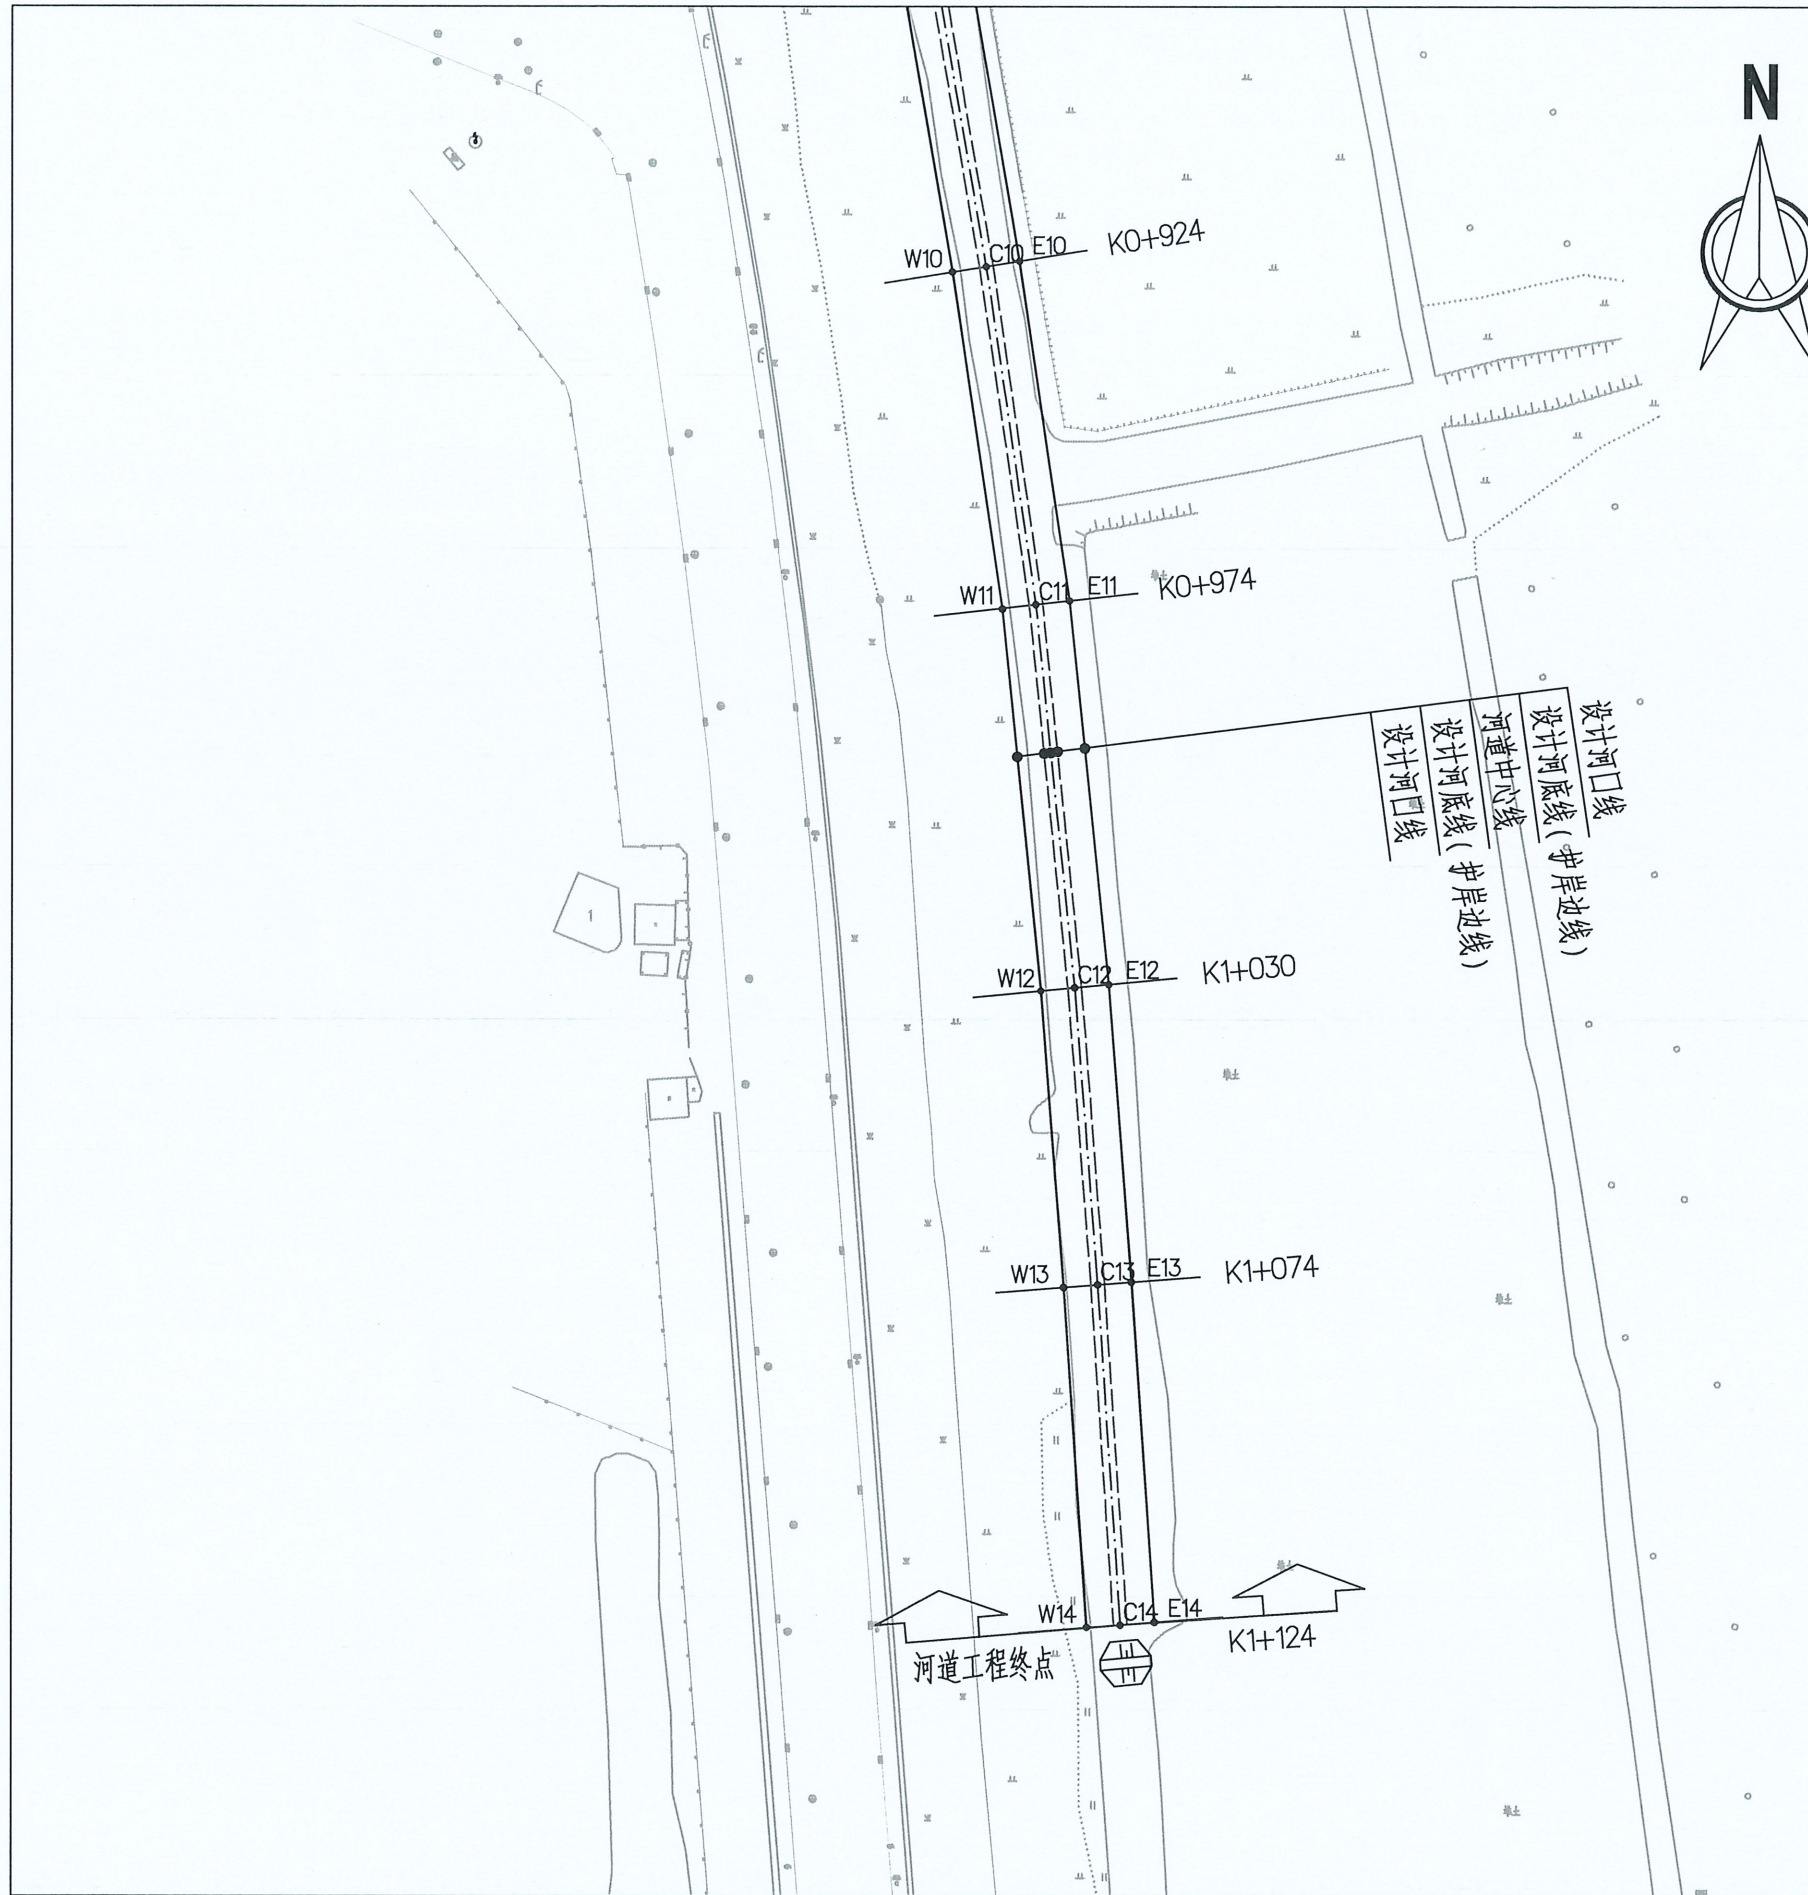 N
W10 C10 E10 K0+924
W11 C11 E11 K0+974
设计河口线
设计河底线(护岸边线)
河道中心线
设计河底线(护岸边线)
设计河口线
1
W12 C12 E12 K1+030
W13 C13 E13 K1+074
W14 C14 E14
K1+124
河道工程终点